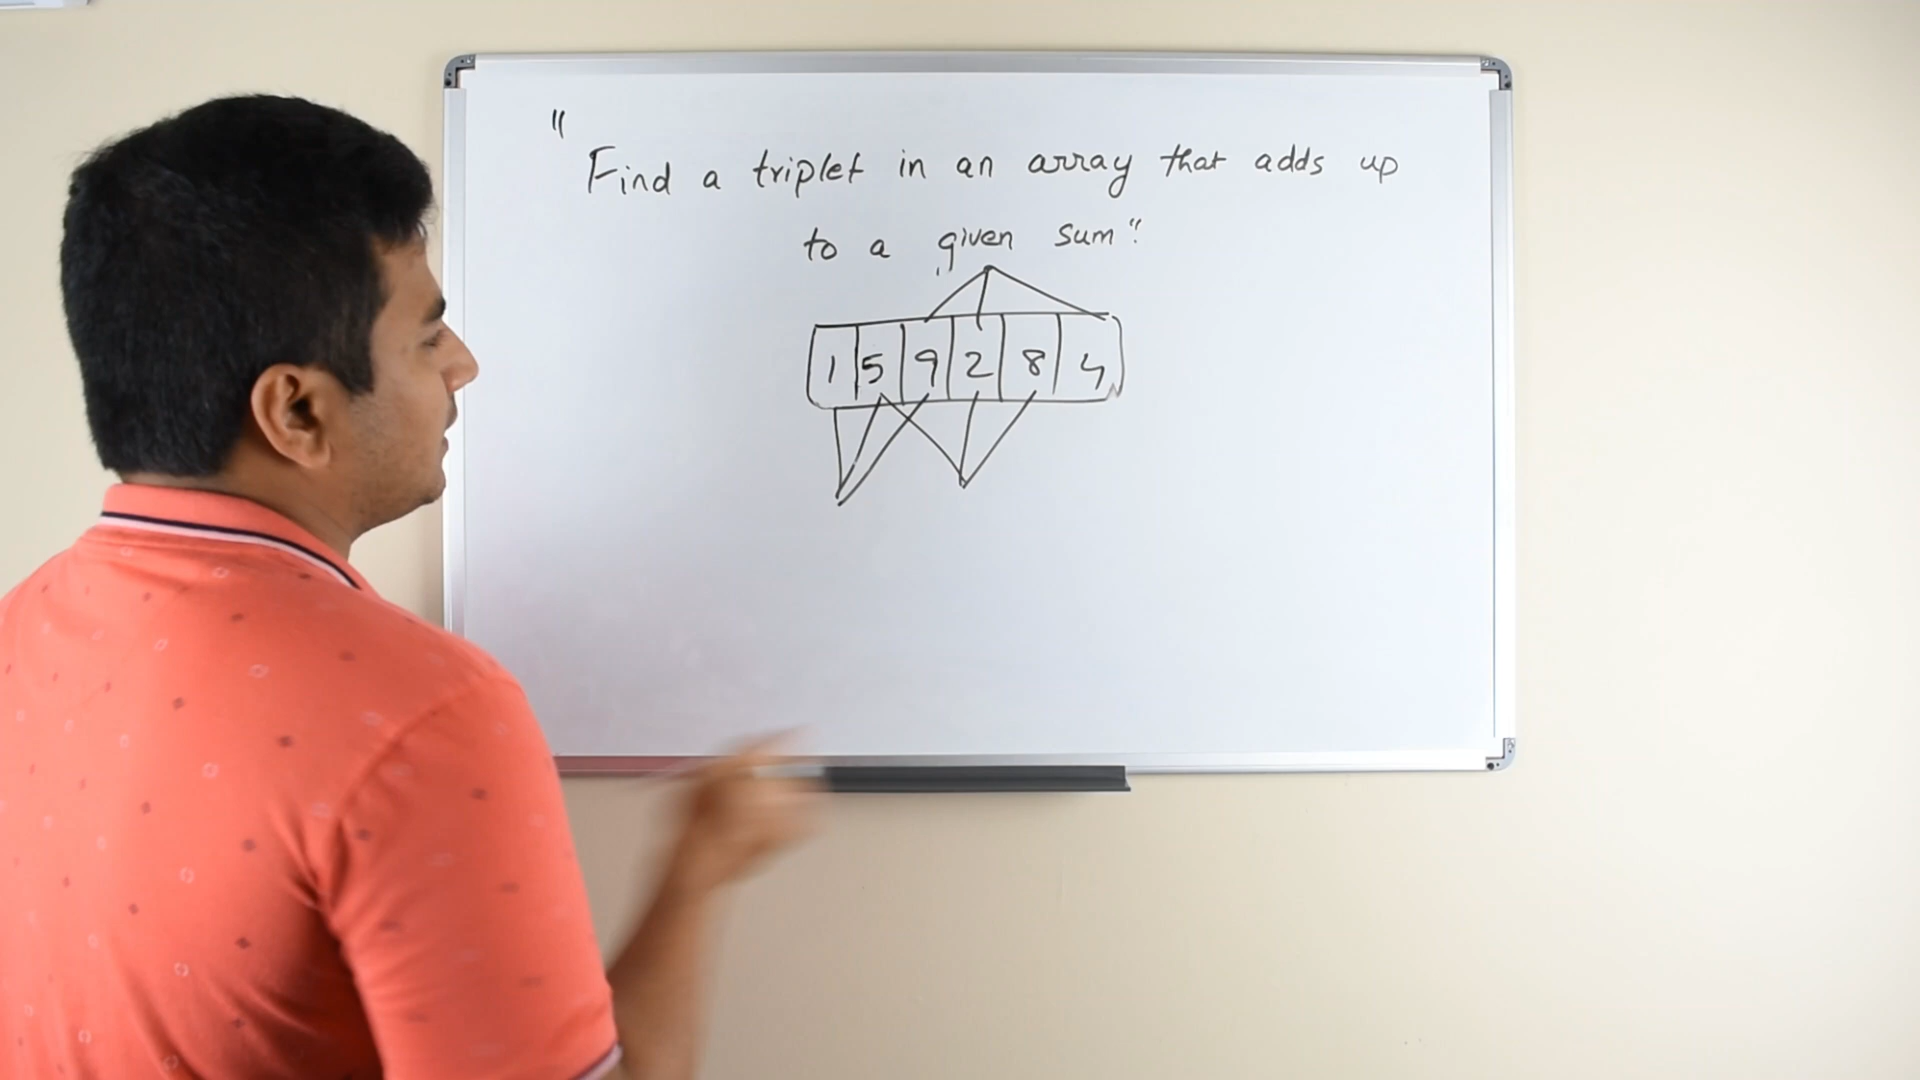 "
Find a triplet in an array that adds up
to a given sum"
1 5 9 2 8 4